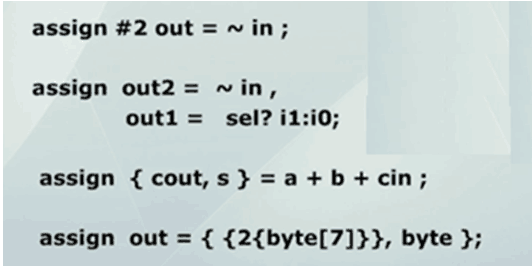 assign #2 out = ~ in ;
assign out2 = ~ in ,
out1 = sel? i1:i0;
assign { cout, s } = a + b + cin ;
assign out = { {2{byte[7]}}, byte };